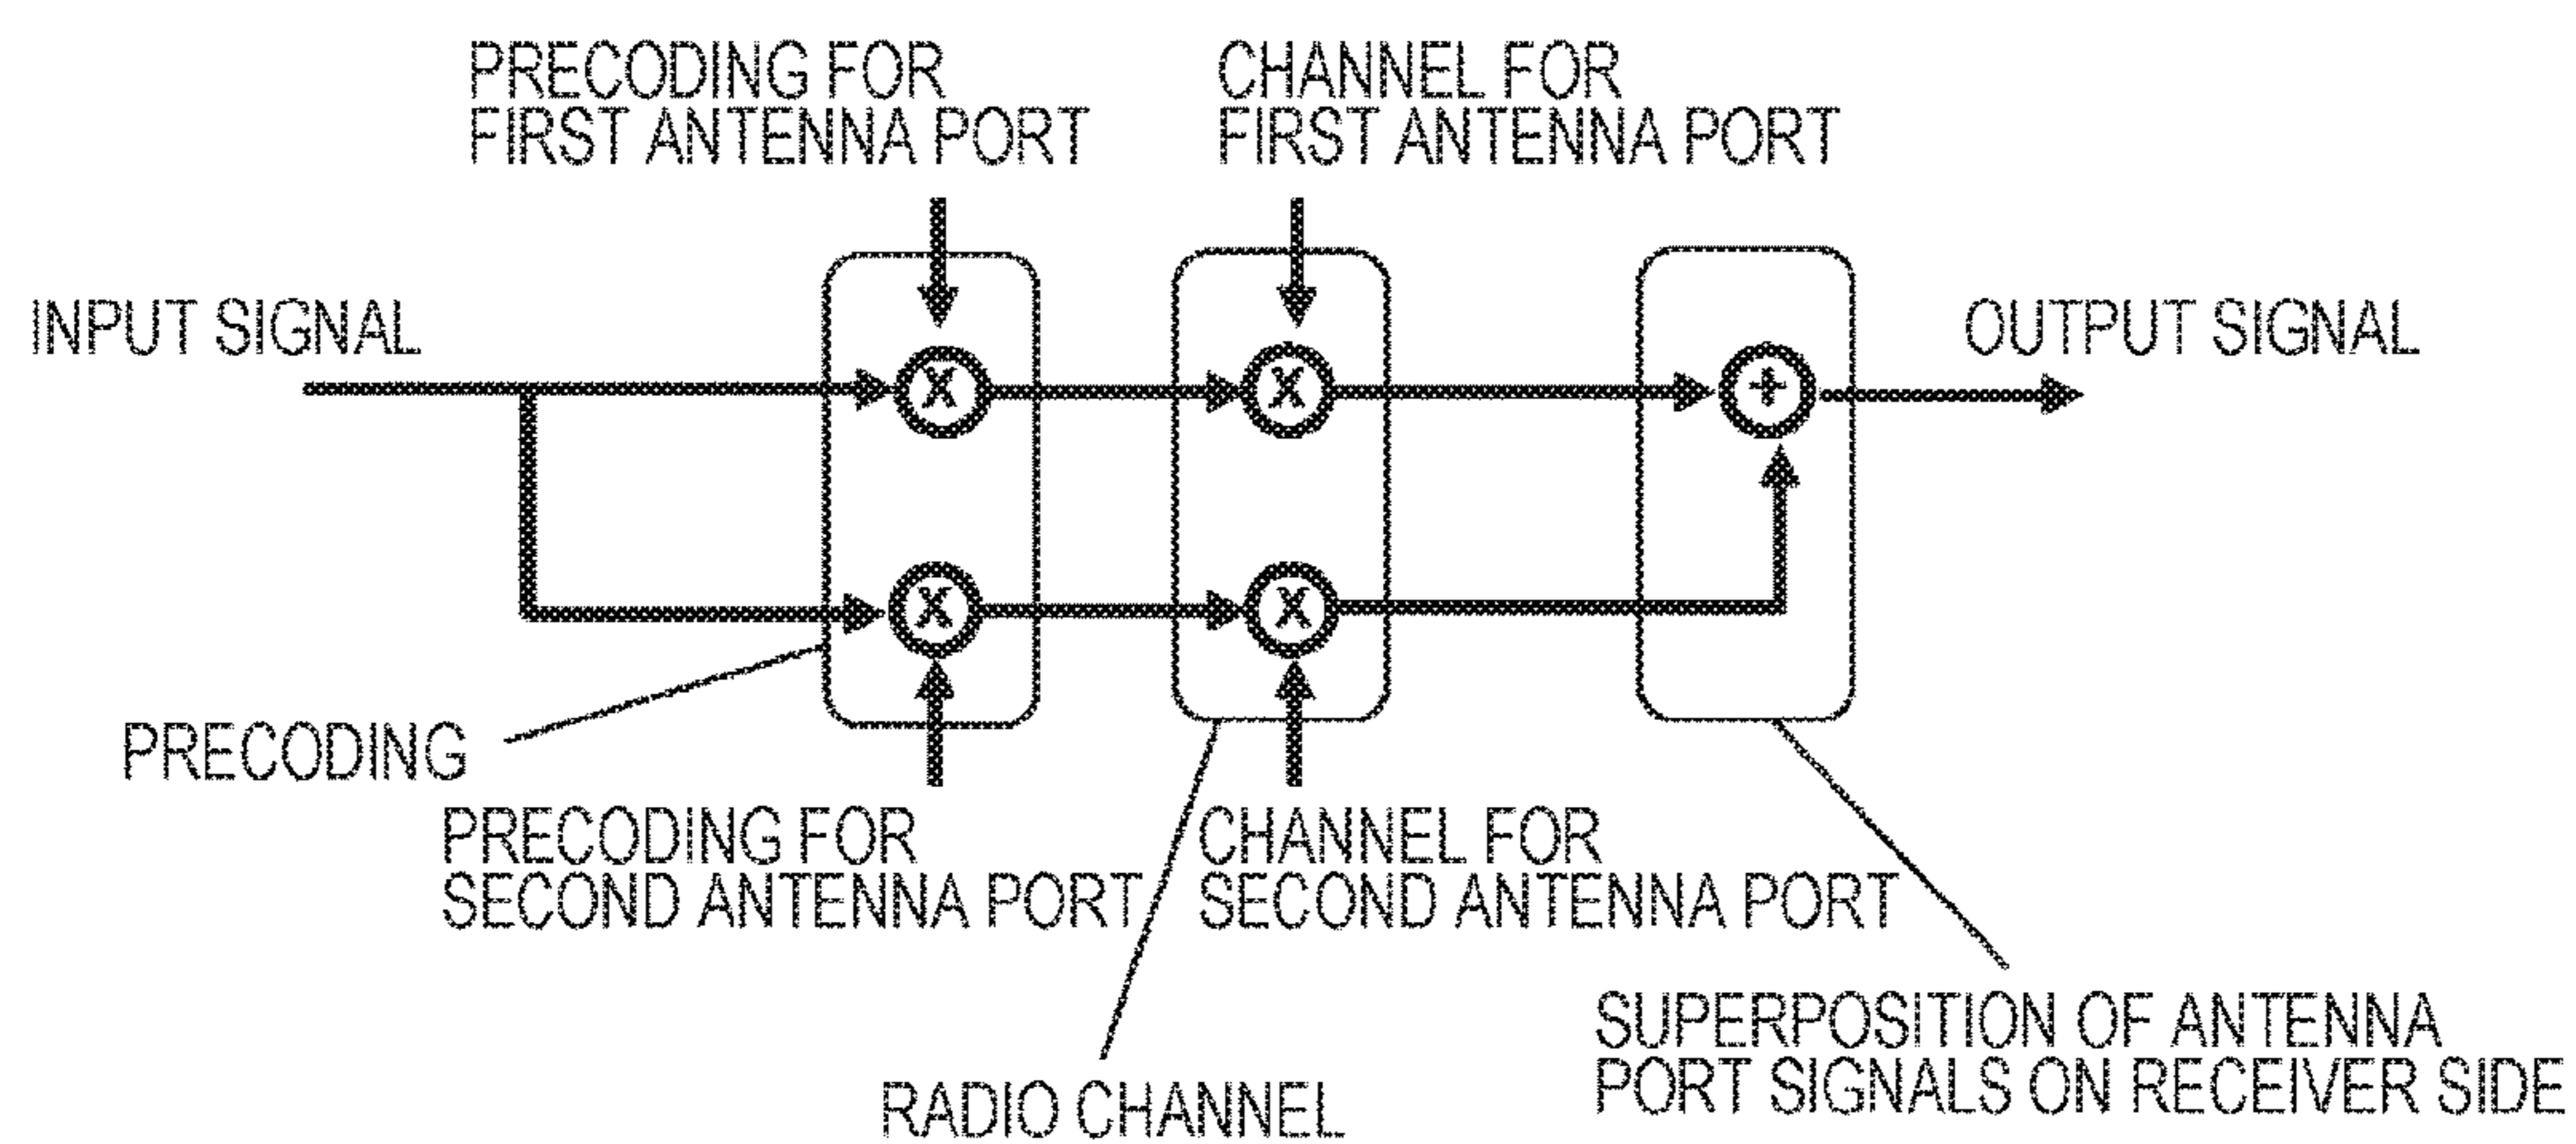 PRECODING FOR
FIRST ANTENNA PORT
CHANNEL FOR
FIRST ANTENNA PORT
INPUT SIGNAL
OUTPUT SIGNAL
X
X
+
X
X
PRECODING
PRECODING FOR
SECOND ANTENNA PORT
CHANNEL FOR
SECOND ANTENNA PORT
RADIO CHANNEL
SUPERPOSITION OF ANTENNA
PORT SIGNALS ON RECEIVER SIDE